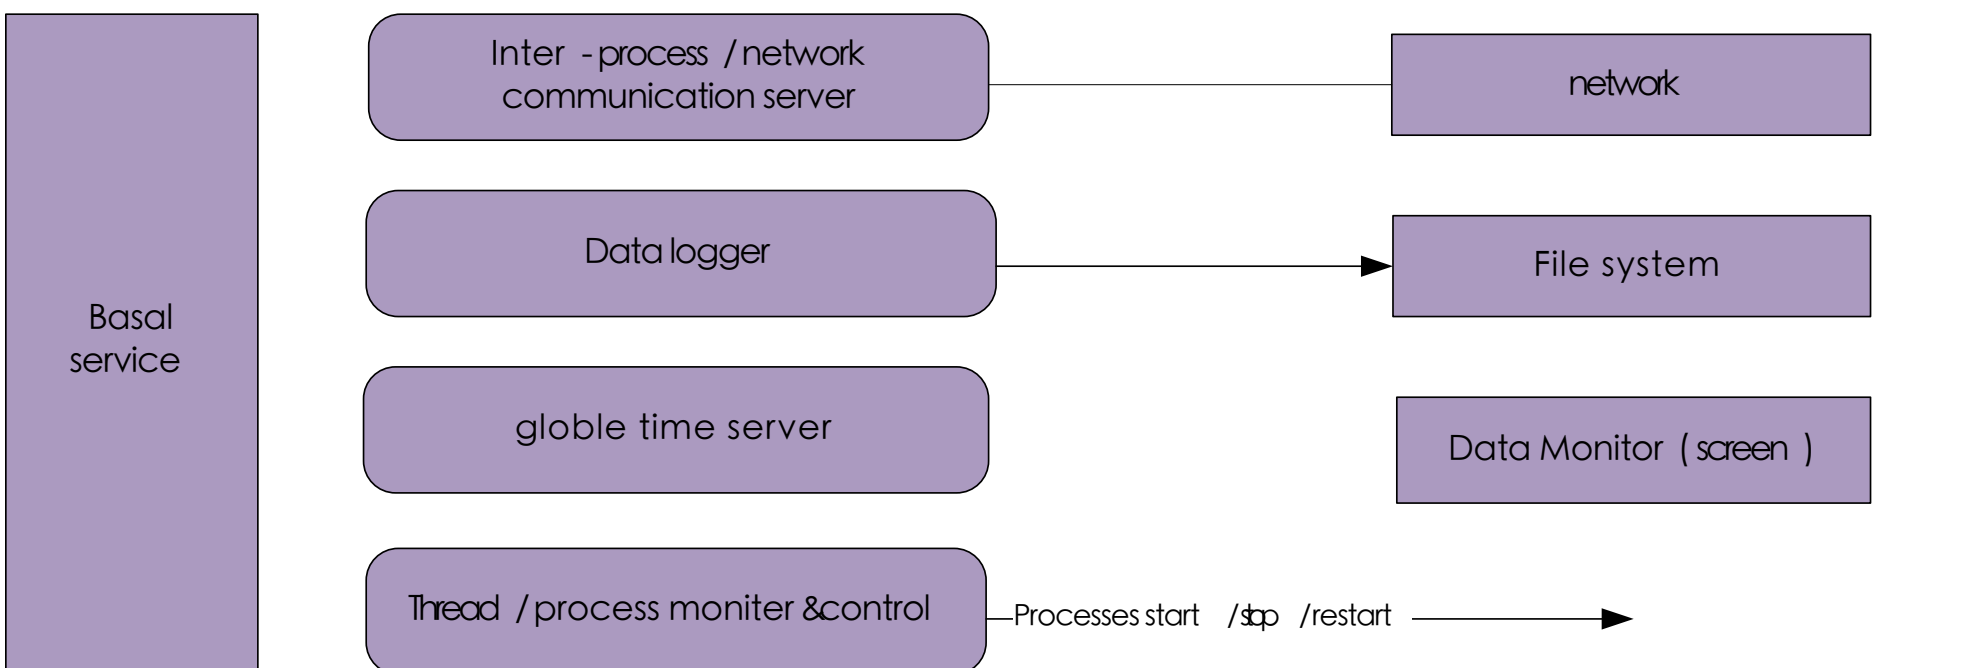 Inter - process / network
communication server
network
Data logger
File system
Basal
service
globle time server
Data Monitor ( screen )
Thread / process moniter &control
Processes start / stop / restart